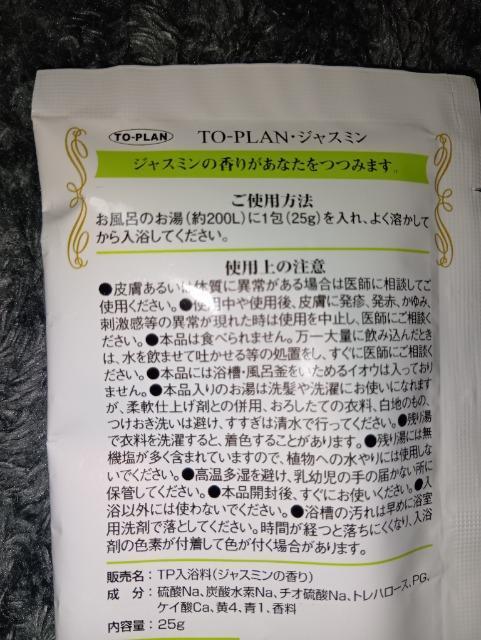 TO-PLAN TO-PLAN・ジャスミン
ジャスミンの香りがあなたをつつみます。
ご使用方法
お風呂のお湯(約200L)に1包(25g)を入れ、よく溶かして
から入浴してください。
使用上の注意
●皮膚あるいは体質に異常がある場合は医師に相談してご
使用ください。●使用中や使用後、皮膚に発疹、発赤、かゆみ、
刺激感等の異常が現れた時は使用を中止し、医師にご相談く
ださい。●本品は食べられません。万一大量に飲み込んだとき
は、水を飲ませて吐かせる等の処置をし、すぐに医師にご相談く
ださい。●本品には浴槽・風呂釜をいためるイオウは入っており
ません。●本品入りのお湯は洗髪や洗濯にお使いになれます
が、柔軟仕上げ剤との併用、おろしたての衣料、白地のもの、
つけおき洗いは避け、すすぎは清水で行ってください。●残り湯
で衣料を洗濯すると、着色することがあります。●残り湯には無
機塩が多く含まれていますので、植物への水やりには使用しな
いでください。●高温多湿を避け、乳幼児の手の届かない所に
保管してください。●本品開封後、すぐにお使いください。●入
浴以外には使わないでください。●浴槽の汚れは早めに浴室
用洗剤で落としてください。時間が経つと落ちにくくなり、入浴
剤の色素が付着して色が付く場合があります。
販売名：TP入浴料(ジャスミンの香り)
成 分：硫酸Na、炭酸水素Na、チオ硫酸Na、トレハロース、PG、
ケイ酸Ca、黄4、青1、香料
内容量：25g